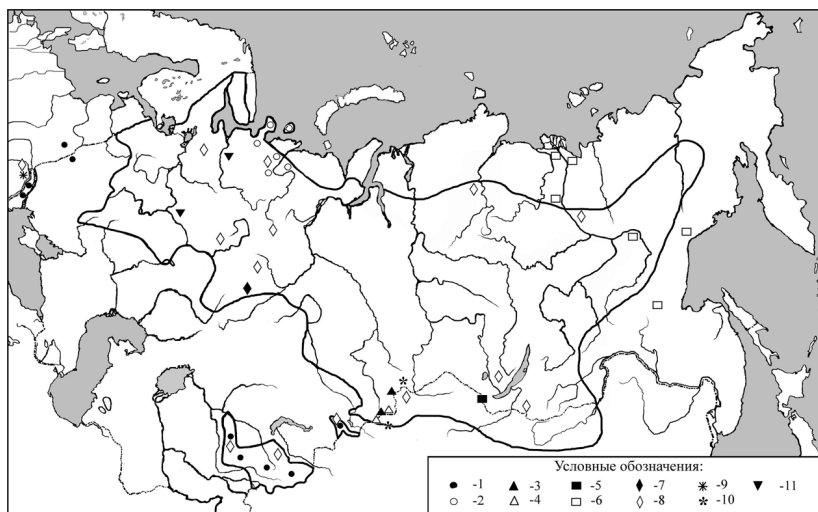 Условные обозначения:
● -1 ▲ -3 ■ -5 ♦ -7 ✳ -9 ▼ -11
○ -2 △ -4 □ -6 ◊ -8 * -10